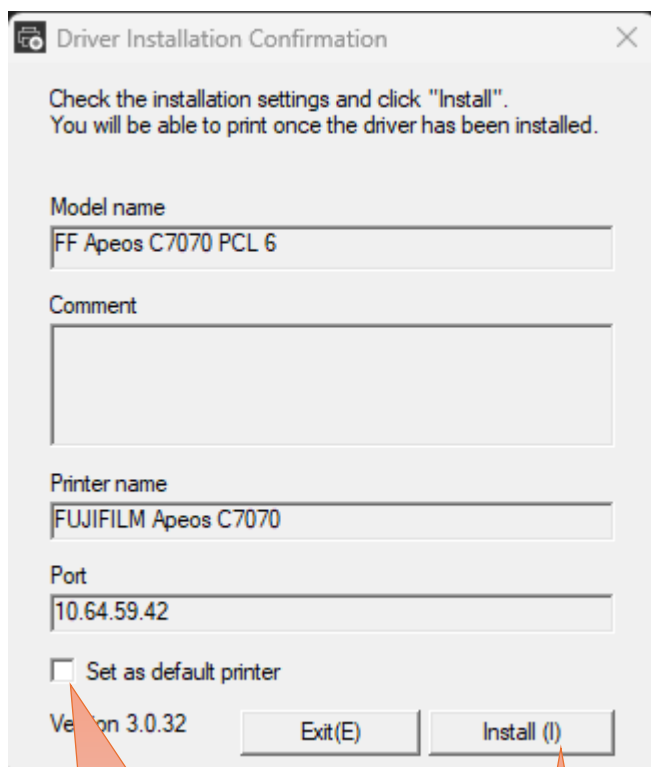 Driver Installation Confirmation
Check the installation settings and click "Install".
You will be able to print once the driver has been installed.
Model name
FF Apeos C7070 PCL 6
Comment
Printer name
FUJIFILM Apeos C7070
Port
10.64.59.42
Set as default printer
Version 3.0.32 Exit(E) Install (I)